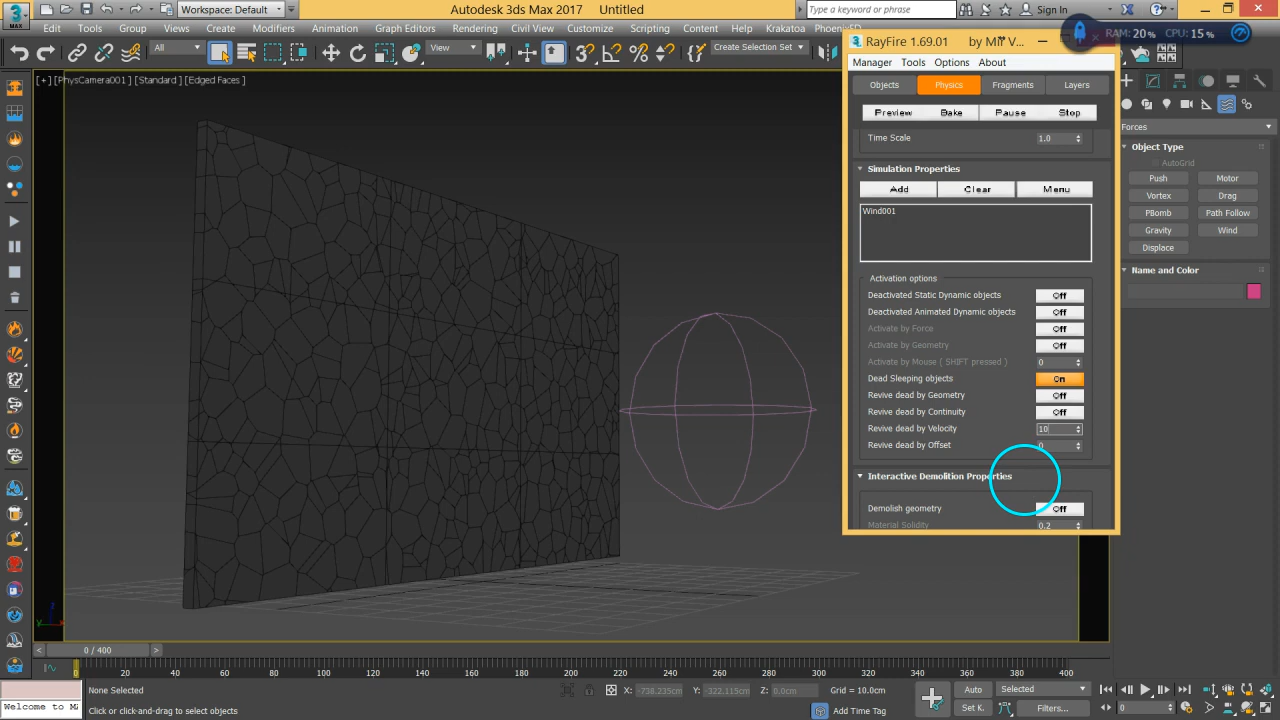 Workspace: Default
Autodesk 3ds Max 2017 Untitled
Type a keyword or phrase
Sign In
MAX
Edit Tools Group Views Create Modifiers Animation Graph Editors Rendering Civil View Customize Scripting Content Help Krakatoa PhoenixFD
RAM: 20% CPU: 15%
All
View
Create Selection Set
[+] [PhysCamera001 ] [Standard ] [Edged Faces ]
RayFire 1.69.01 by Mir V...
Manager Tools Options About
Objects Physics Fragments Layers
Preview Bake Pause Stop
Time Scale 1.0
Simulation Properties
Add Clear Menu
Wind001
Activation options
Deactivated Static Dynamic objects Off
Deactivated Animated Dynamic objects Off
Activate by Force Off
Activate by Geometry Off
Activate by Mouse ( SHIFT pressed ) 0
Dead Sleeping objects On
Revive dead by Geometry Off
Revive dead by Continuity Off
Revive dead by Velocity 10
Revive dead by Offset 0
Interactive Demolition Properties
Demolish geometry Off
Material Solidity 0.2
Forces
Object Type
AutoGrid
Push Motor
Vortex Drag
PBomb Path Follow
Gravity Wind
Displace
Name and Color
< 0 / 400 >
0 20 40 60 80 100 120 140 160 180 200 220 240 260 280 300 320 340 360 380 400
None Selected
X: -738.235cm Y: -322.115cm Z: 0.0cm Grid = 10.0cm
Auto Selected
Welcome to M
Click or click-and-drag to select objects
Add Time Tag
Set K. Filters...
0